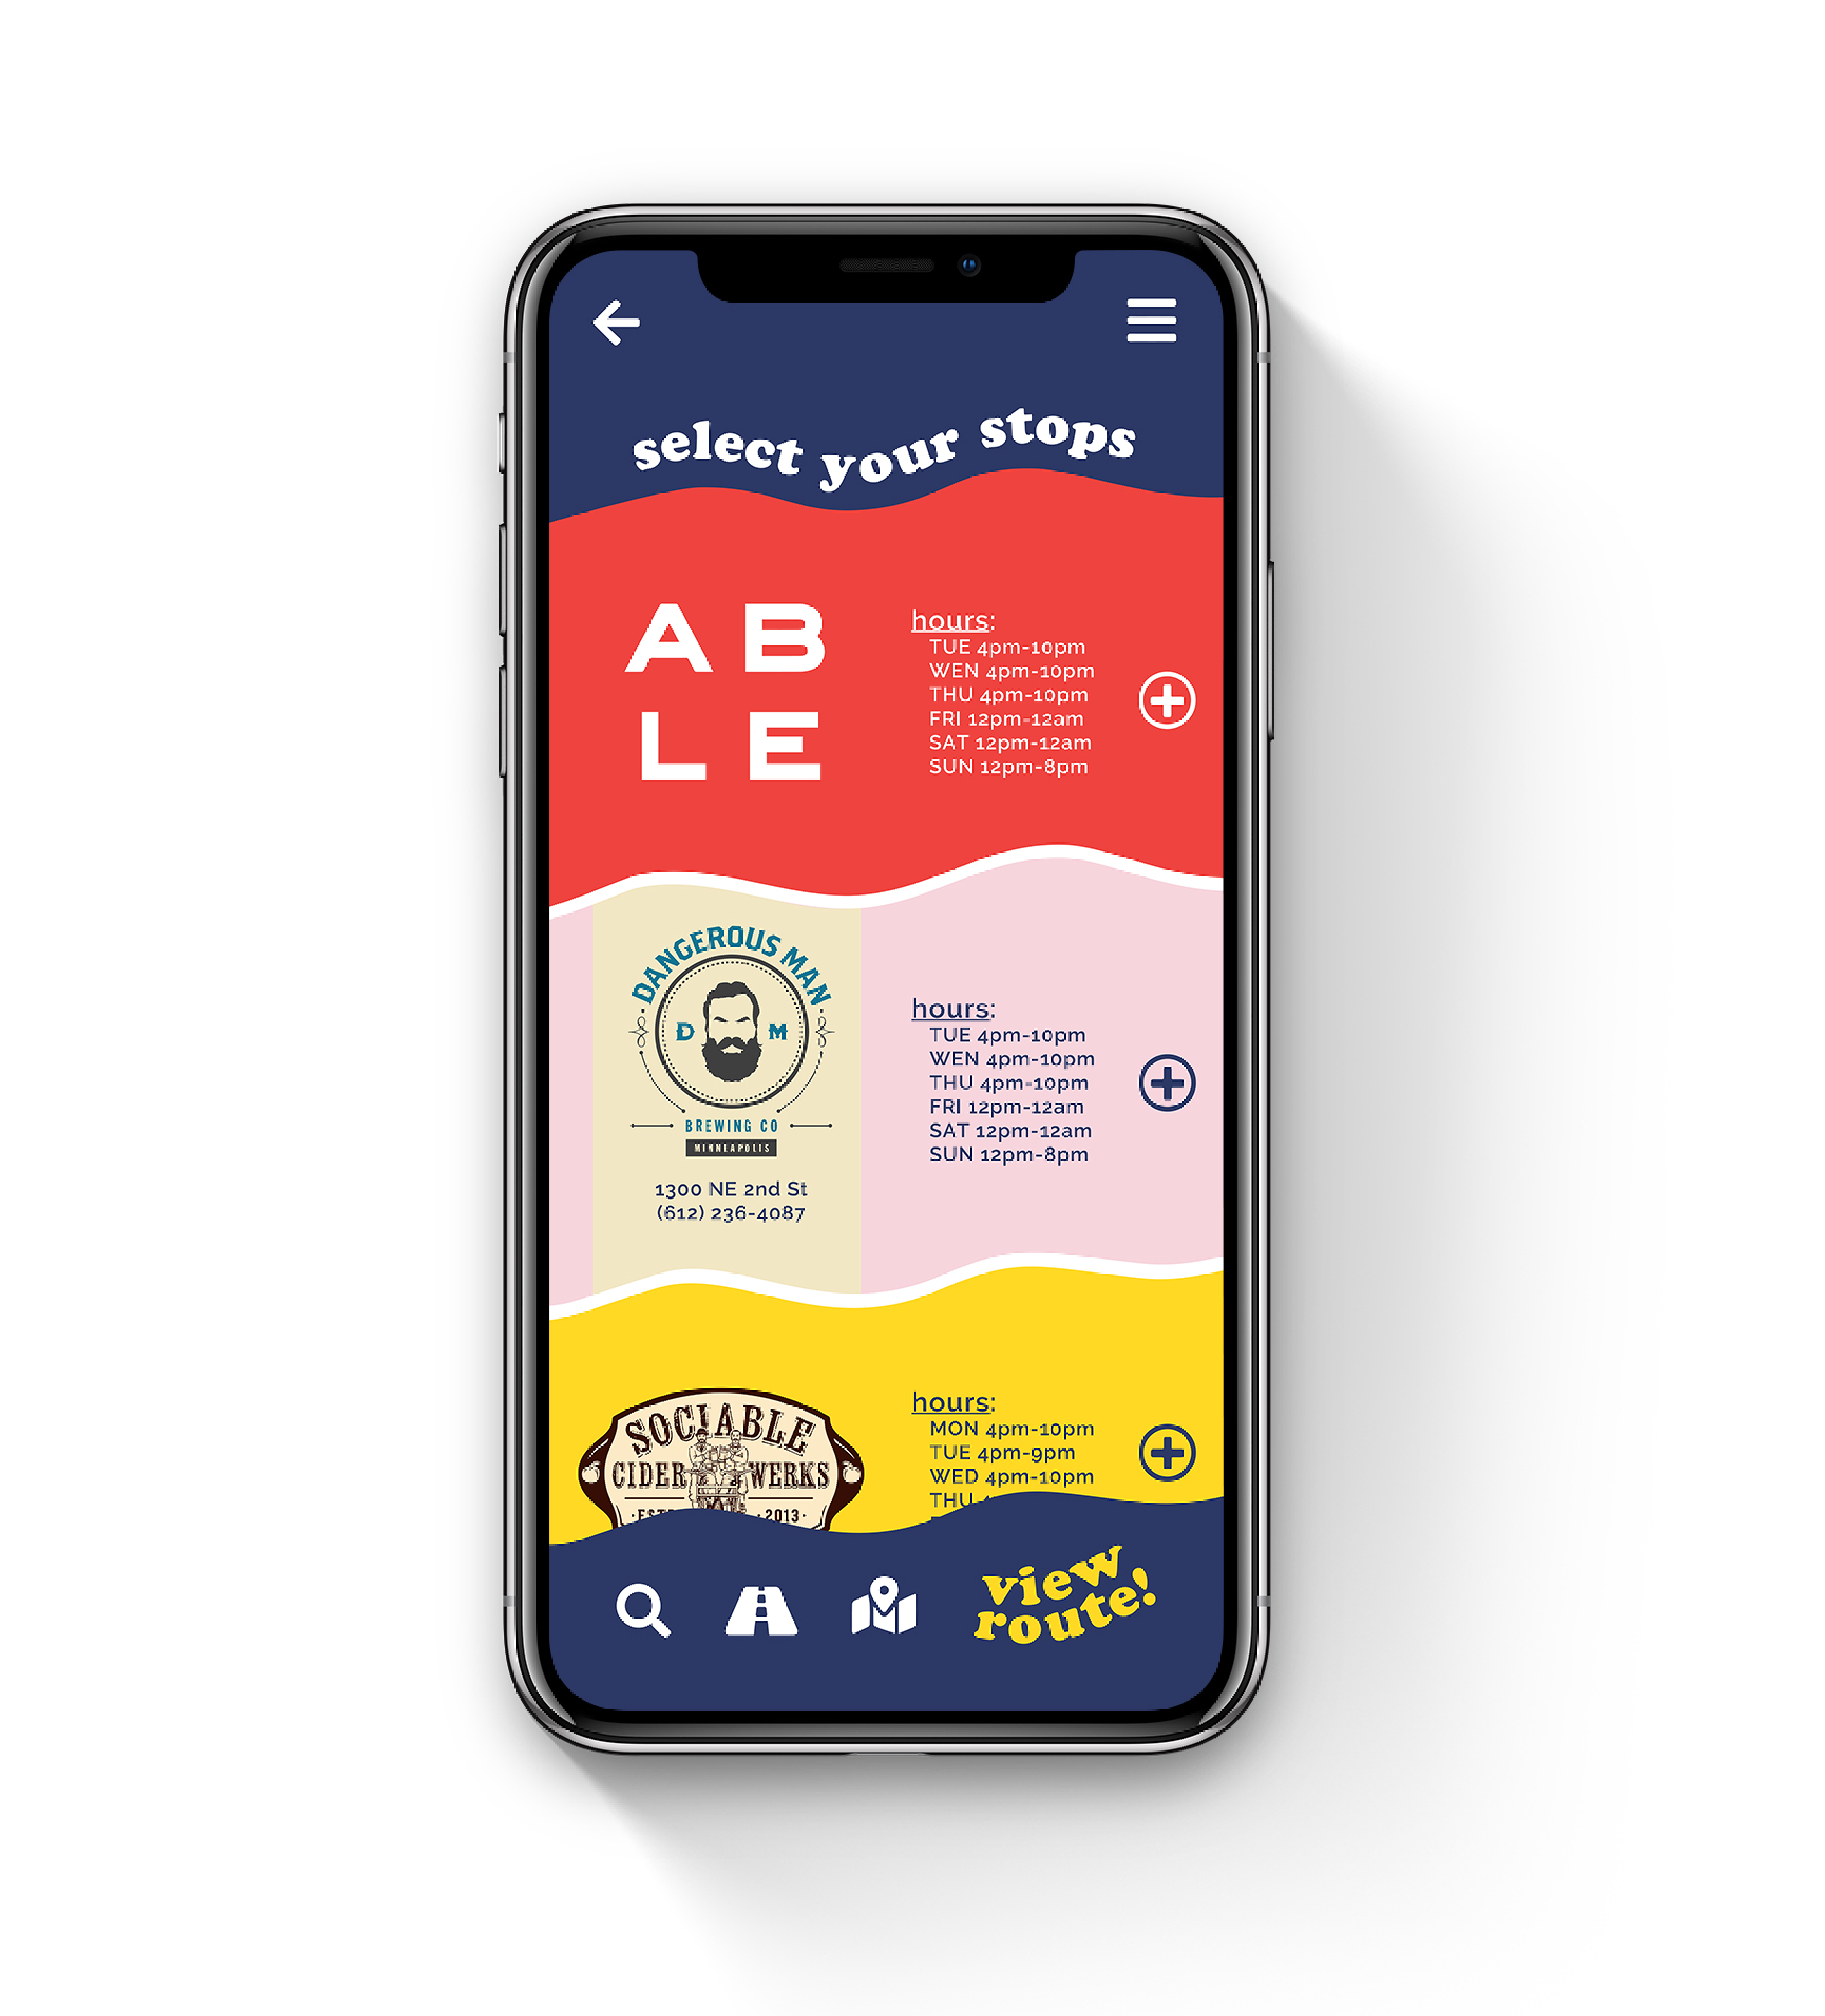 select your stops
A B
L E
hours:
TUE 4pm-10pm
WEN 4pm-10pm
THU 4pm-10pm
FRI 12pm-12am
SAT 12pm-12am
SUN 12pm-8pm
DANGEROUS MAN
D M
BREWING CO
MINNEAPOLIS
1300 NE 2nd St
(612) 236-4087
hours:
TUE 4pm-10pm
WEN 4pm-10pm
THU 4pm-10pm
FRI 12pm-12am
SAT 12pm-12am
SUN 12pm-8pm
SOCIABLE
CIDER WERKS
2013
hours:
MON 4pm-10pm
TUE 4pm-9pm
WED 4pm-10pm
THU
view
route!